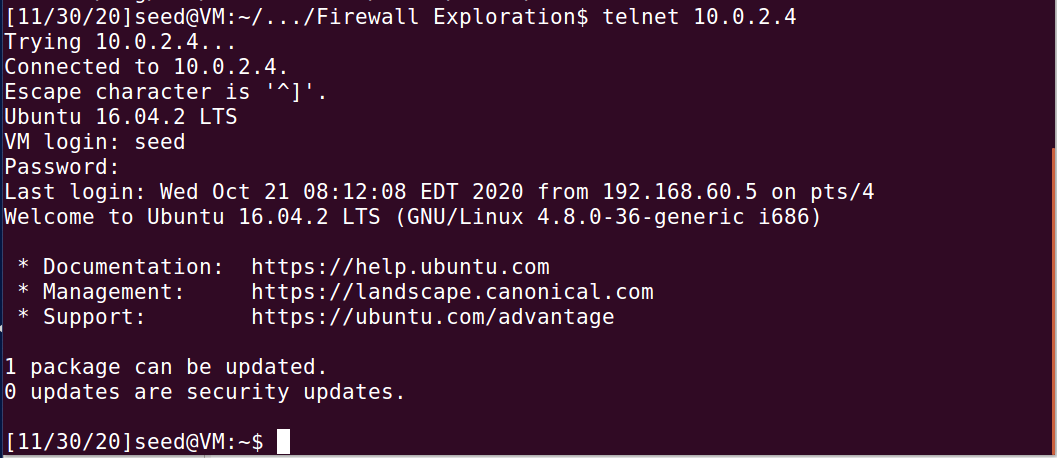 [11/30/20]seed@VM:~/.../Firewall Exploration$ telnet 10.0.2.4
Trying 10.0.2.4...
Connected to 10.0.2.4.
Escape character is '^]'.
Ubuntu 16.04.2 LTS
VM login: seed
Password:
Last login: Wed Oct 21 08:12:08 EDT 2020 from 192.168.60.5 on pts/4
Welcome to Ubuntu 16.04.2 LTS (GNU/Linux 4.8.0-36-generic i686)
* Documentation:  https://help.ubuntu.com
* Management:     https://landscape.canonical.com
* Support:        https://ubuntu.com/advantage
1 package can be updated.
0 updates are security updates.
[11/30/20]seed@VM:~$